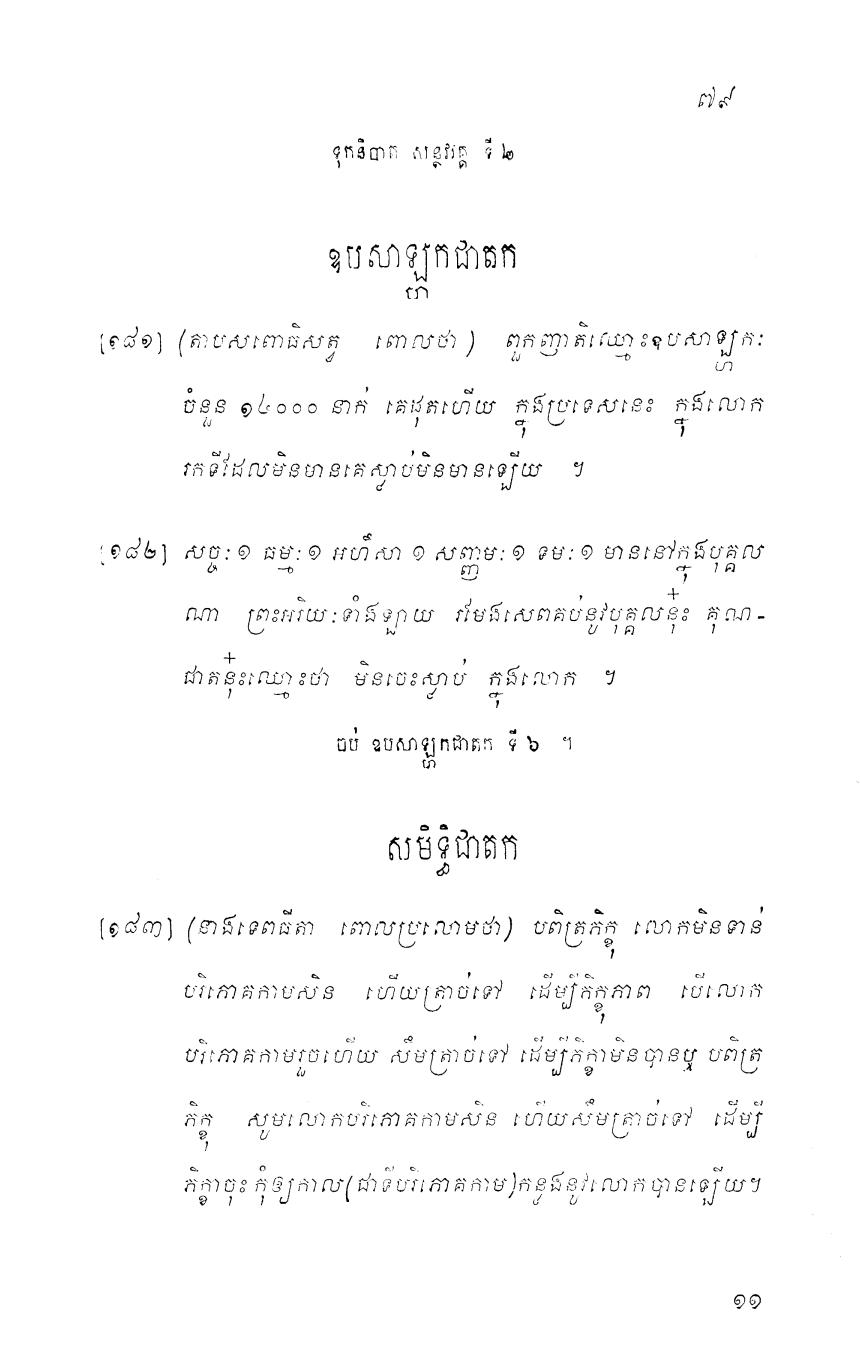 ៧៩
ទុកនិបាត សន្ថវវគ្គ ទី ២
ឧបសាឡ្ហកជាតក
[១៨១] (តាបសពោធិសត្វ ពោលថា) ពួកញាតិឈ្មោះឧបសាឡ្ហកៈ
ចំនួន ១៤០០០ នាក់ គេដុតហើយ ក្នុងប្រទេសនេះ ក្នុងលោក
រកទីដែលមិនមានគេស្លាប់មិនមានឡើយ ។
[១៨២] សច្ចៈ ១ ធម្មៈ ១ អហឹសា ១ សញ្ញមៈ ១ ទមៈ ១ មាននៅក្នុងបុគ្គល
ណា ព្រះអរិយៈទាំងឡាយ រមែងសេពគប់នូវបុគ្គលនុ៎ះ គុណ-
ជាតនុ៎ះឈ្មោះថា មិនចេះស្លាប់ ក្នុងលោក ។
ចប់ ឧបសាឡ្ហកជាតក ទី ៦ ។
សមិទ្ធិជាតក
[១៨៣] (នាងទេពធីតា ពោលប្រលោមថា) បពិត្រភិក្ខុ លោកមិនទាន់
បរិភោគកាមសិន ហើយត្រាច់ទៅ ដើម្បីភិក្ខុភាព បើលោក
បរិភោគកាមរួចហើយ សឹមត្រាច់ទៅ ដើម្បីភិក្ខាមិនបានឬ បពិត្រ
ភិក្ខុ សូមលោកបរិភោគកាមសិន ហើយសឹមត្រាច់ទៅ ដើម្បី
ភិក្ខាចុះ កុំឲ្យកាល(ជាទីបរិភោគកាម)កន្លងនូវលោកបានឡើយ។
១១